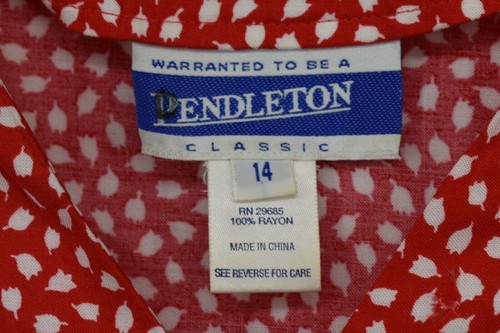 WARRANTED TO BE A
PENDLETON
CLASSIC
14
RN 29685
100% RAYON
MADE IN CHINA
SEE REVERSE FOR CARE